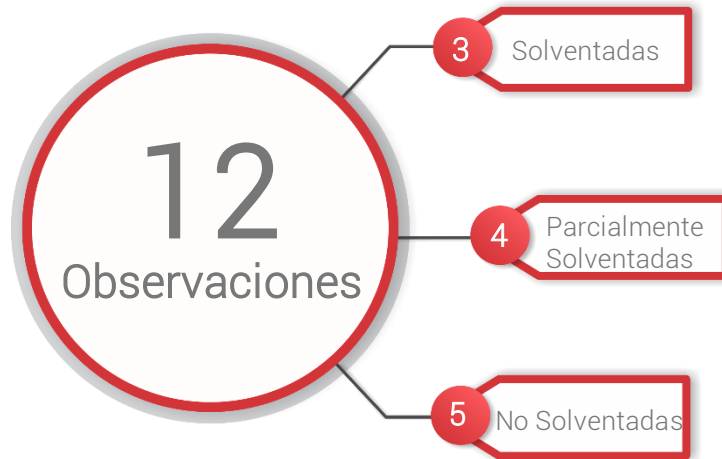 12
Observaciones
3
Solventadas
4
Parcialmente
Solventadas
5
No Solventadas